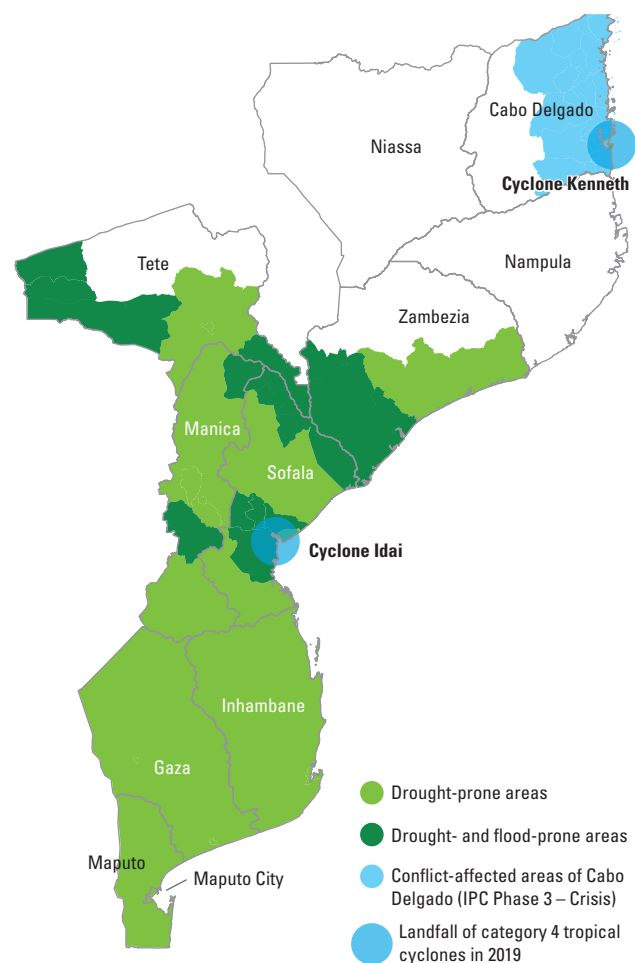 Cabo Delgado
Niassa
Cyclone Kenneth
Nampula
Tete
Zambezia
Manica
Sofala
Cyclone Idai
Inhambane
Gaza
Maputo
Maputo City
Drought-prone areas
Drought- and flood-prone areas
Conflict-affected areas of Cabo
Delgado (IPC Phase 3 – Crisis)
Landfall of category 4 tropical
cyclones in 2019